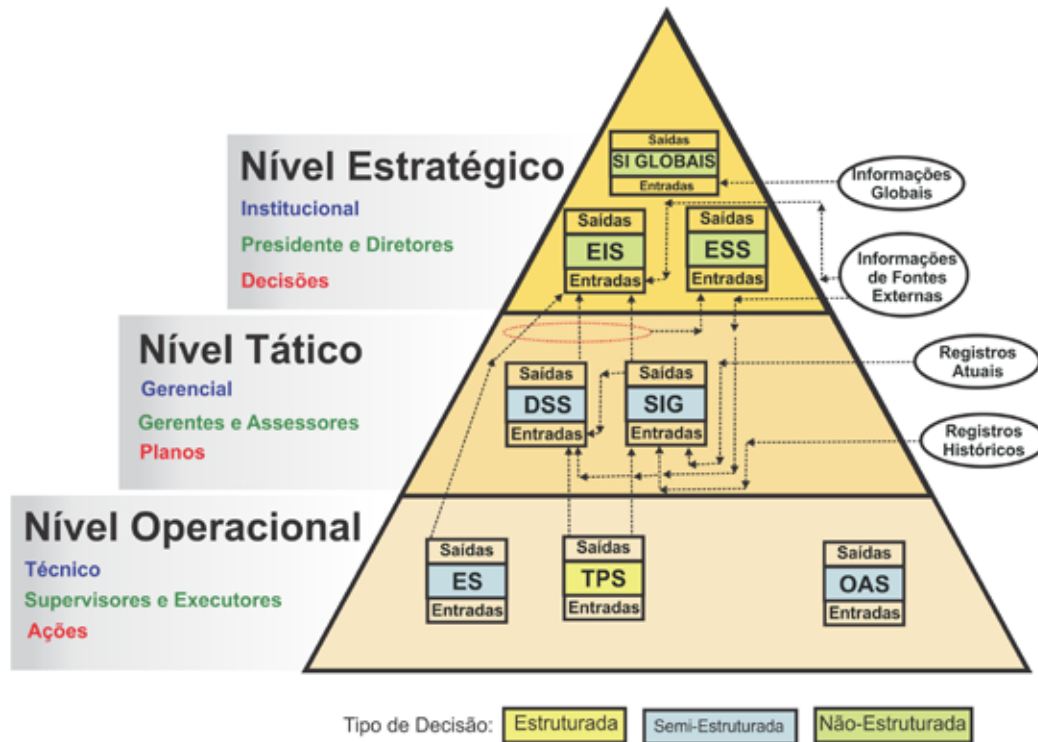 Nível Estratégico
Institucional
Presidente e Diretores
Decisões
Saídas
SI GLOBAIS
Entradas
Saídas
EIS
Entradas
Saídas
ESS
Entradas
Informações
Globais
Informações
de Fontes
Externas
Nível Tático
Gerencial
Gerentes e Assessores
Planos
Saídas
DSS
Entradas
Saídas
SIG
Entradas
Registros
Atuais
Registros
Históricos
Nível Operacional
Técnico
Supervisores e Executores
Ações
Saídas
ES
Entradas
Saídas
TPS
Entradas
Saídas
OAS
Entradas
Tipo de Decisão: Estruturada Semi-Estruturada Não-Estruturada